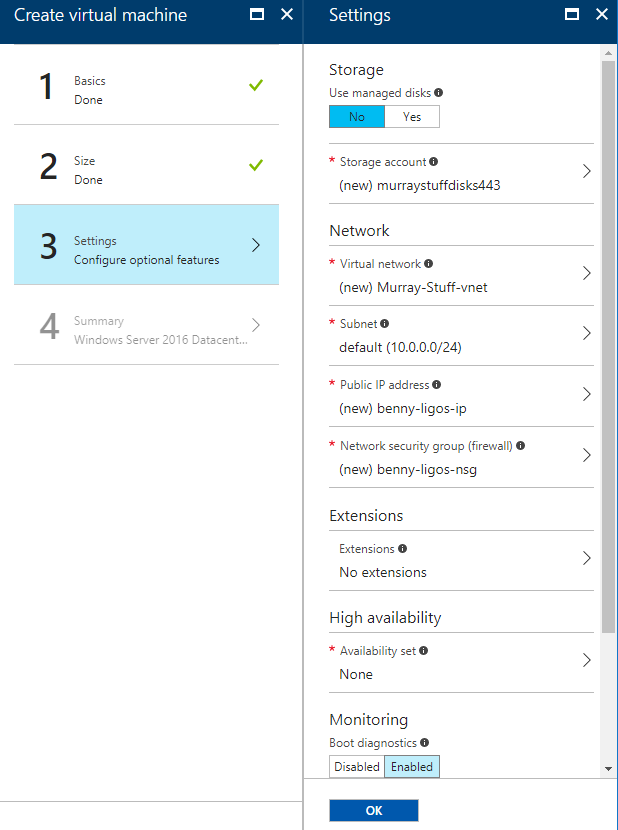 Create virtual machine
1
Basics
Done
2
Size
Done
3
Settings
Configure optional features
4
Summary
Windows Server 2016 Datacent...
Settings
Storage
Use managed disks
No Yes
* Storage account
(new) murraystuffdisks443
Network
* Virtual network
(new) Murray-Stuff-vnet
* Subnet
default (10.0.0.0/24)
* Public IP address
(new) benny-ligos-ip
* Network security group (firewall)
(new) benny-ligos-nsg
Extensions
Extensions
No extensions
High availability
* Availability set
None
Monitoring
Boot diagnostics
Disabled Enabled
OK